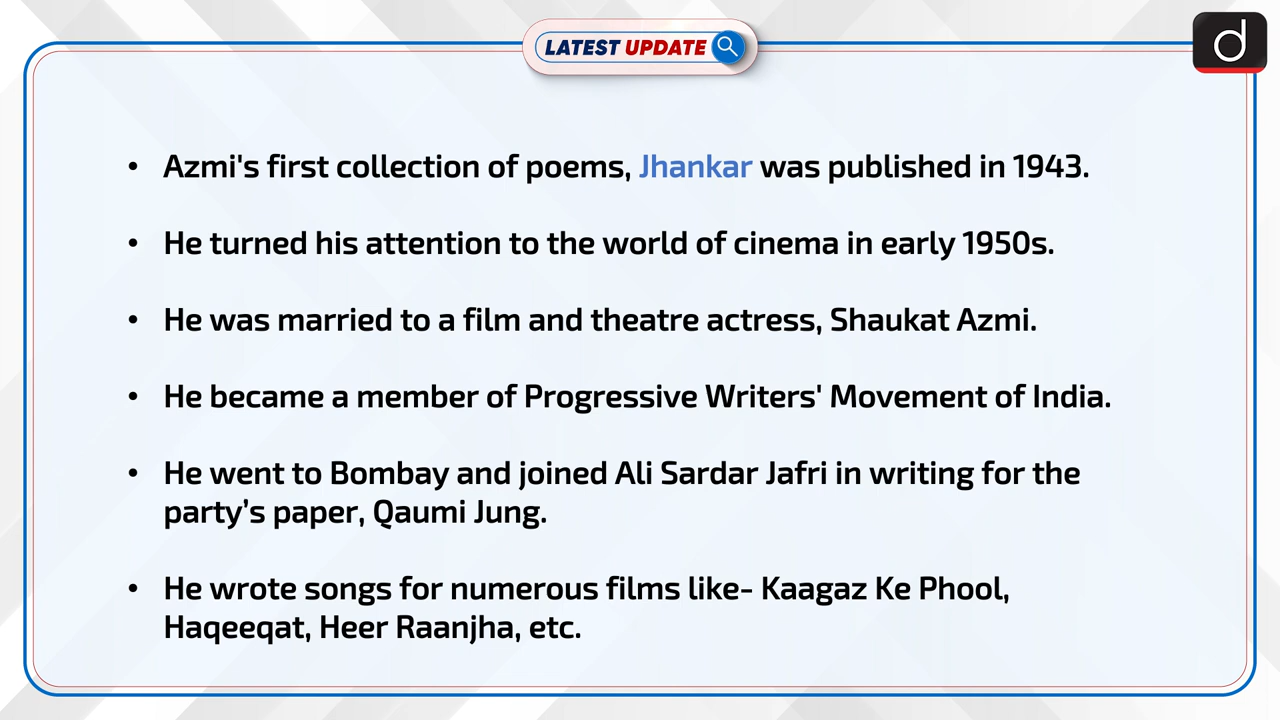 LATEST UPDATE
d
• Azmi's first collection of poems, Jhankar was published in 1943.
• He turned his attention to the world of cinema in early 1950s.
• He was married to a film and theatre actress, Shaukat Azmi.
• He became a member of Progressive Writers' Movement of India.
• He went to Bombay and joined Ali Sardar Jafri in writing for the
party’s paper, Qaumi Jung.
• He wrote songs for numerous films like- Kaagaz Ke Phool,
Haqeeqat, Heer Raanjha, etc.